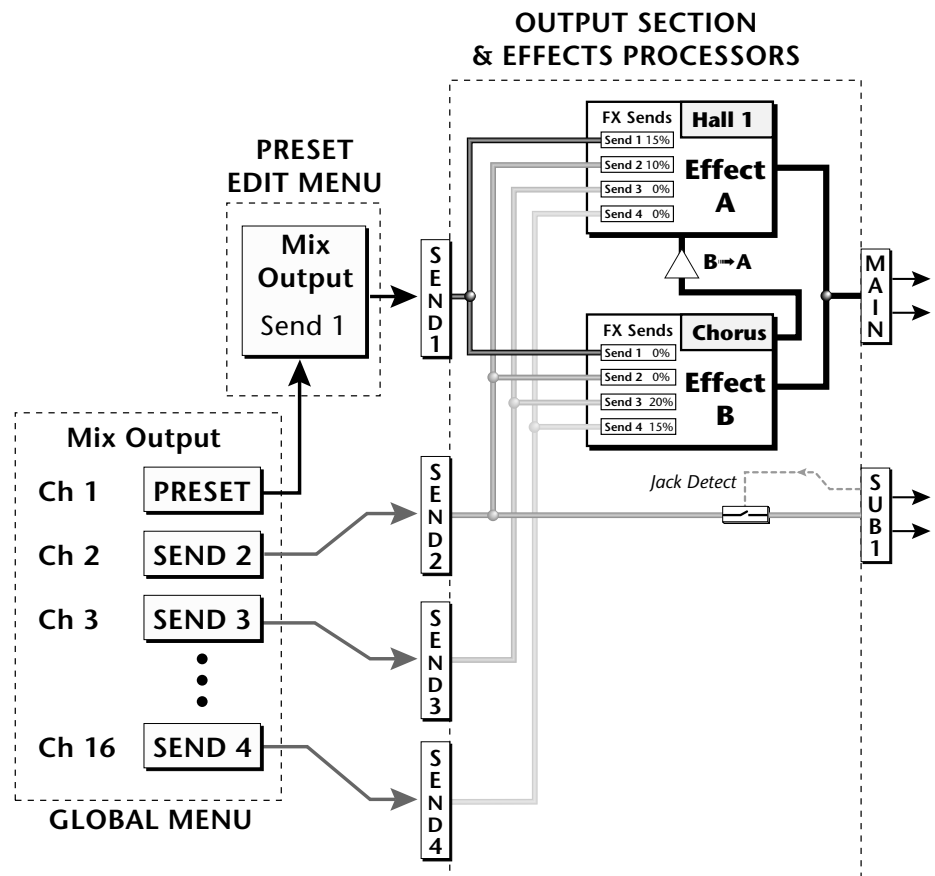 OUTPUT SECTION
& EFFECTS PROCESSORS
PRESET
EDIT MENU
Mix
Output
Send 1
SEND1
FX Sends
Hall 1
Send 1 15%
Send 2 10%
Send 3 0%
Send 4 0%
Effect
A
B➟A
FX Sends
Chorus
Send 1 0%
Send 2 0%
Send 3 20%
Send 4 15%
Effect
B
MAIN
Mix Output
Ch 1 PRESET
Ch 2 SEND 2
Ch 3 SEND 3
Ch 16 SEND 4
GLOBAL MENU
SEND2
SEND3
SEND4
Jack Detect
SUB1